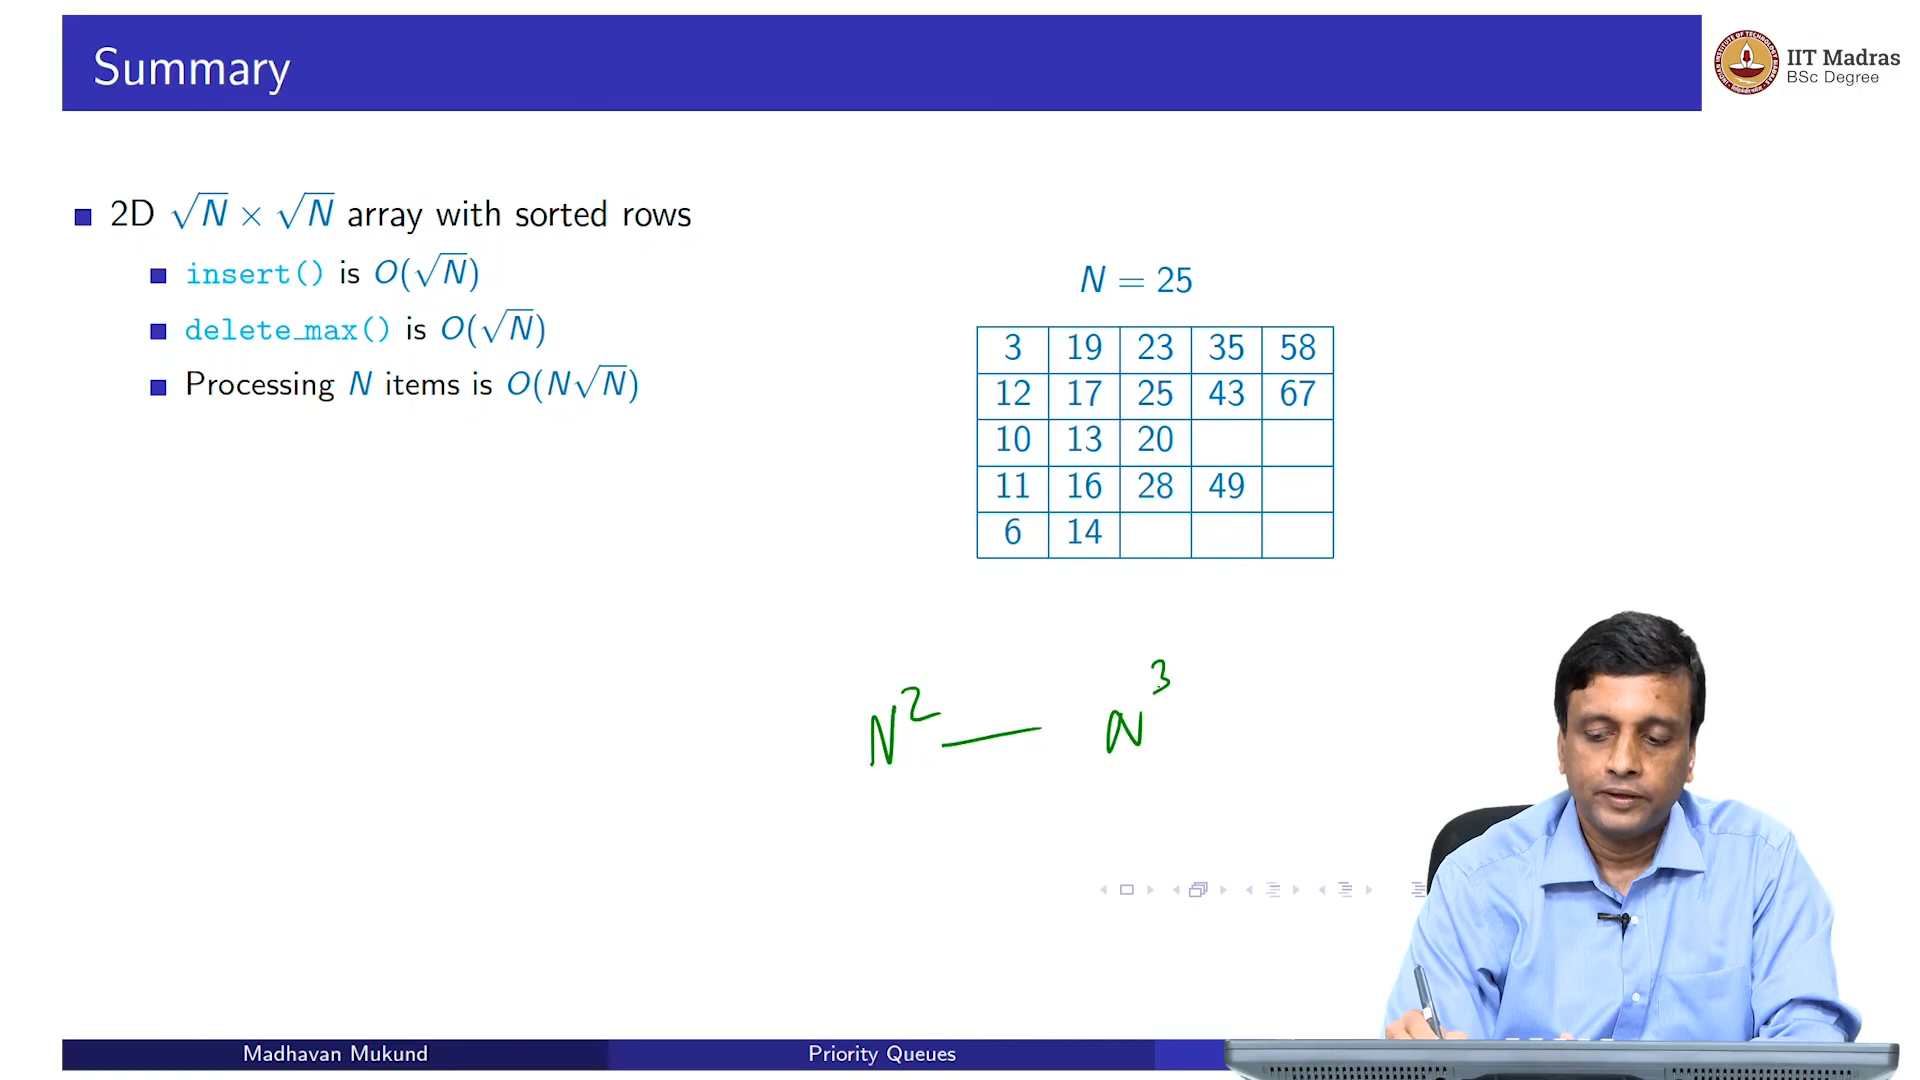 Summary
IIT Madras
BSc Degree
2D √N × √N array with sorted rows
insert() is O(√N)
delete_max() is O(√N)
Processing N items is O(N√N)
N = 25
3 19 23 35 58
12 17 25 43 67
10 13 20
11 16 28 49
6 14
N² — N³
Madhavan Mukund
Priority Queues